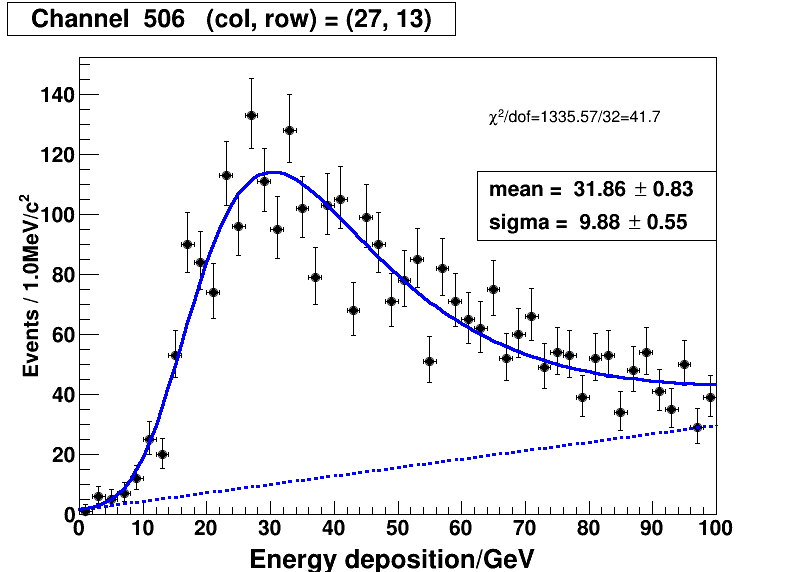 Channel  506   (col, row) = (27, 13)
χ²/dof=1335.57/32=41.7
mean =  31.86 ± 0.83
sigma =  9.88 ± 0.55
Events / 1.0MeV/c²
140
120
100
80
60
40
20
0
0 10 20 30 40 50 60 70 80 90 100
Energy deposition/GeV